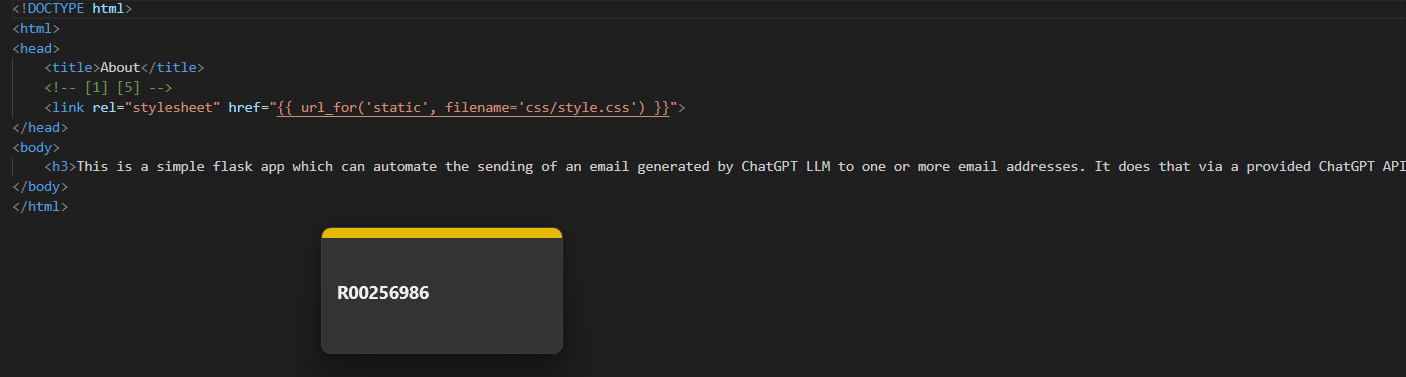 <!DOCTYPE html>
<html>
<head>
    <title>About</title>
    <!-- [1] [5] -->
    <link rel="stylesheet" href="{{ url_for('static', filename='css/style.css') }}">
</head>
<body>
    <h3>This is a simple flask app which can automate the sending of an email generated by ChatGPT LLM to one or more email addresses. It does that via a provided ChatGPT API
</body>
</html>
R00256986